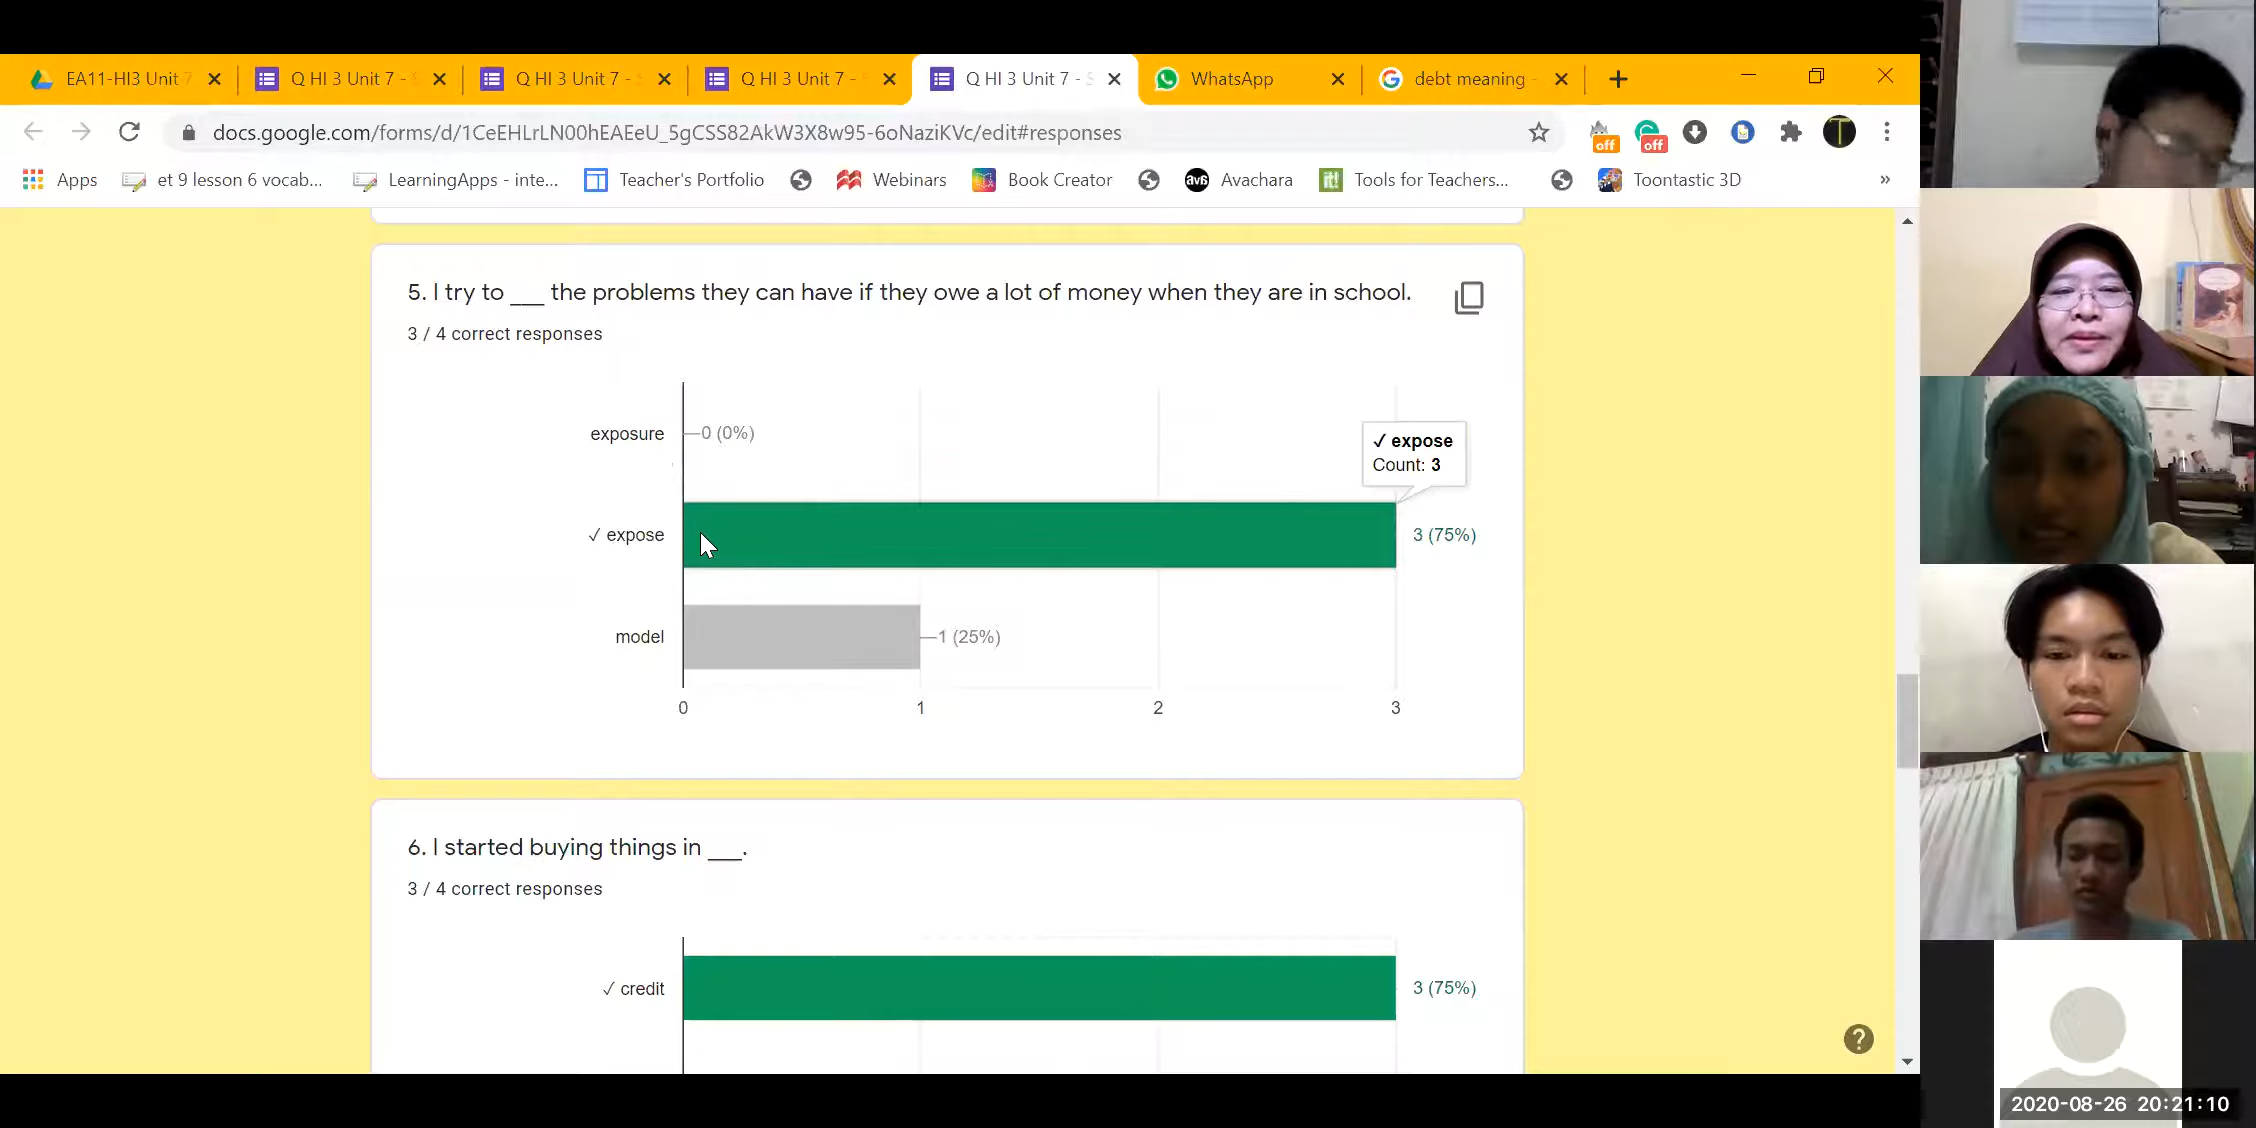 EA11-HI3 Unit 7
Q HI 3 Unit 7 - S
Q HI 3 Unit 7 - S
Q HI 3 Unit 7 -
Q HI 3 Unit 7 - S
WhatsApp
debt meaning -
docs.google.com/forms/d/1CeEHLrLN00hEAEeU_5gCSS82AkW3X8w95-6oNaziKVc/edit#responses
off
off
T
Apps
et 9 lesson 6 vocab...
LearningApps - inte...
Teacher's Portfolio
Webinars
Book Creator
ava
Avachara
it!
Tools for Teachers...
Toontastic 3D
»
5. I try to ___ the problems they can have if they owe a lot of money when they are in school.
3 / 4 correct responses
exposure
0 (0%)
✓ expose
Count: 3
✓ expose
3 (75%)
model
1 (25%)
0
1
2
3
6. I started buying things in ___.
3 / 4 correct responses
✓ credit
3 (75%)
?
2020-08-26 20:21:10